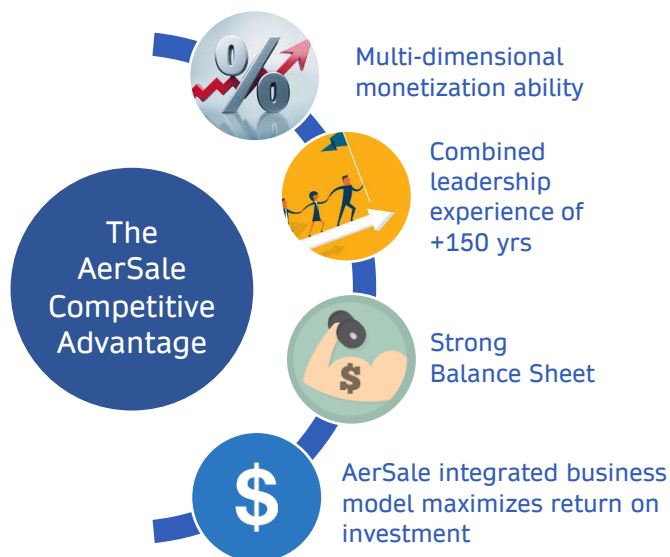 The
AerSale
Competitive
Advantage
%
Multi-dimensional
monetization ability
Combined
leadership
experience of
+150 yrs
$
Strong
Balance Sheet
$
AerSale integrated business
model maximizes return on
investment